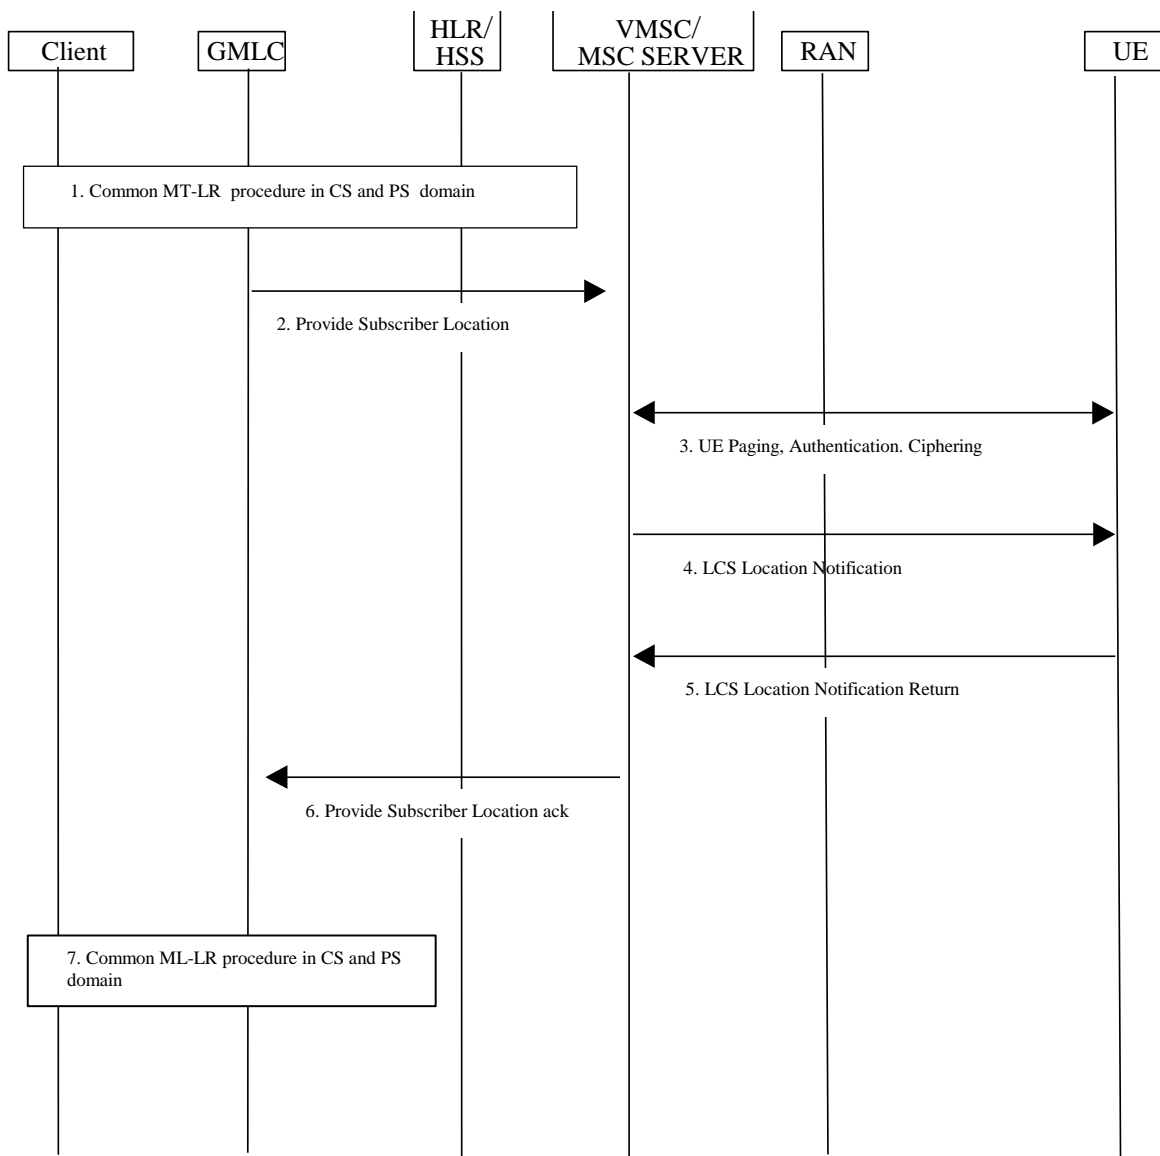 Client
GMLC
HLR/
HSS
VMSC/
MSC SERVER
RAN
UE
1. Common MT-LR  procedure in CS and PS  domain
2. Provide Subscriber Location
3. UE Paging, Authentication. Ciphering
4. LCS Location Notification
5. LCS Location Notification Return
6. Provide Subscriber Location ack
7. Common ML-LR procedure in CS and PS
domain